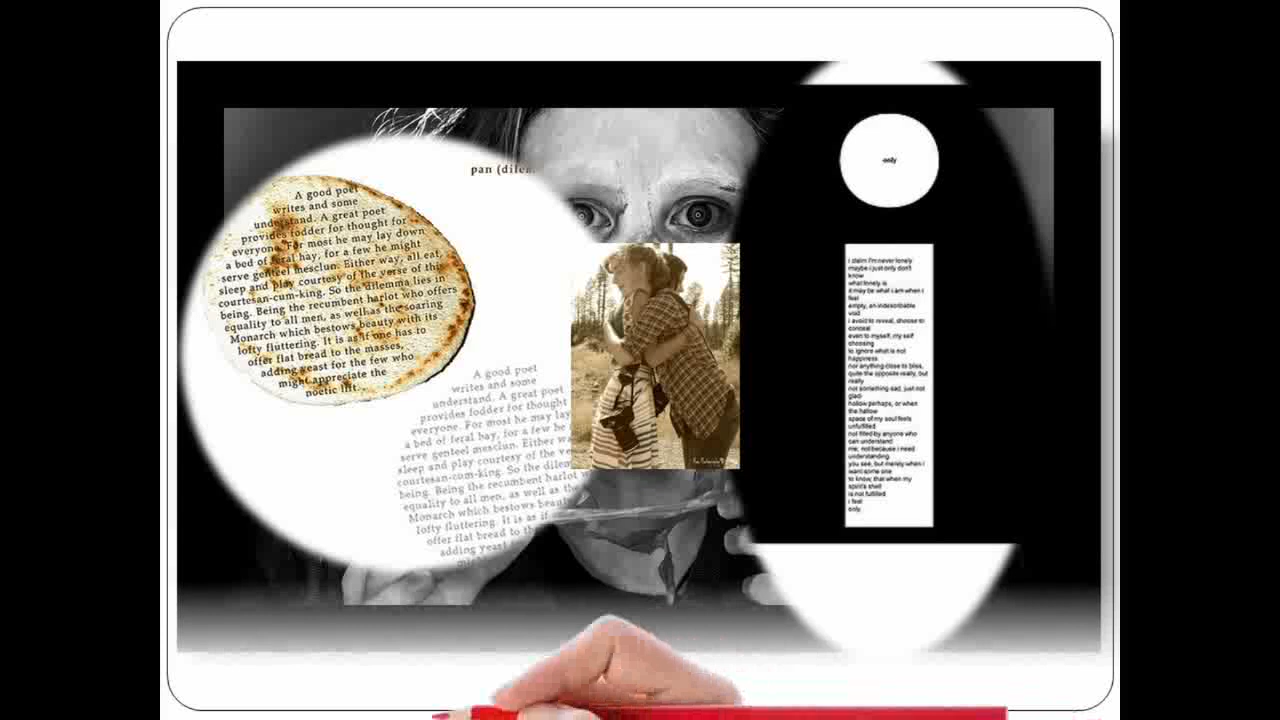 pan (dilem
A good poet
writes and some
understand. A great poet
provides fodder for thought for
everyone. For most he may lay down
a bed of feral hay, for a few he might
serve genteel mesclun. Either way, all eat,
sleep and play courtesy of the verse of this
courtesan-cum-king. So the dilemma lies in
being. Being the recumbent harlot who offers
equality to all men, as well as the soaring
Monarch which bestows beauty with its
lofty fluttering. It is as if one has to
offer flat bread to the masses,
adding yeast for the few who
might appreciate the
noetic lift.
A good poet
writes and some
understand. A great poet
provides fodder for thought
everyone. For most he may lay
a bed of feral hay, for a few he
serve genteel mesclun. Either wa
sleep and play courtesy of the ve
courtesan-cum-king. So the dilem
being. Being the recumbent harlot
equality to all men, as well as the
Monarch which bestows beaut
lofty fluttering. It is as if
offer flat bread to th
adding yeast fo
only
i claim i'm never lonely
maybe i just only don't
know
what lonely is
it may be what i am when i
feel
empty, an indescribable
void
i avoid to reveal, choose to
conceal
even to myself, my self
choosing
to ignore what is not
happiness
nor anything close to bliss,
quite the opposite really, but
really
not something sad, just not
glad-
hollow perhaps, or when
the hallow
space of my soul feels
unfulfilled
not filled by anyone who
can understand
me; not because i need
understanding
you see, but merely when i
want some one
to know, that when my
spirit's shell
is not fulfilled
i feel
only.